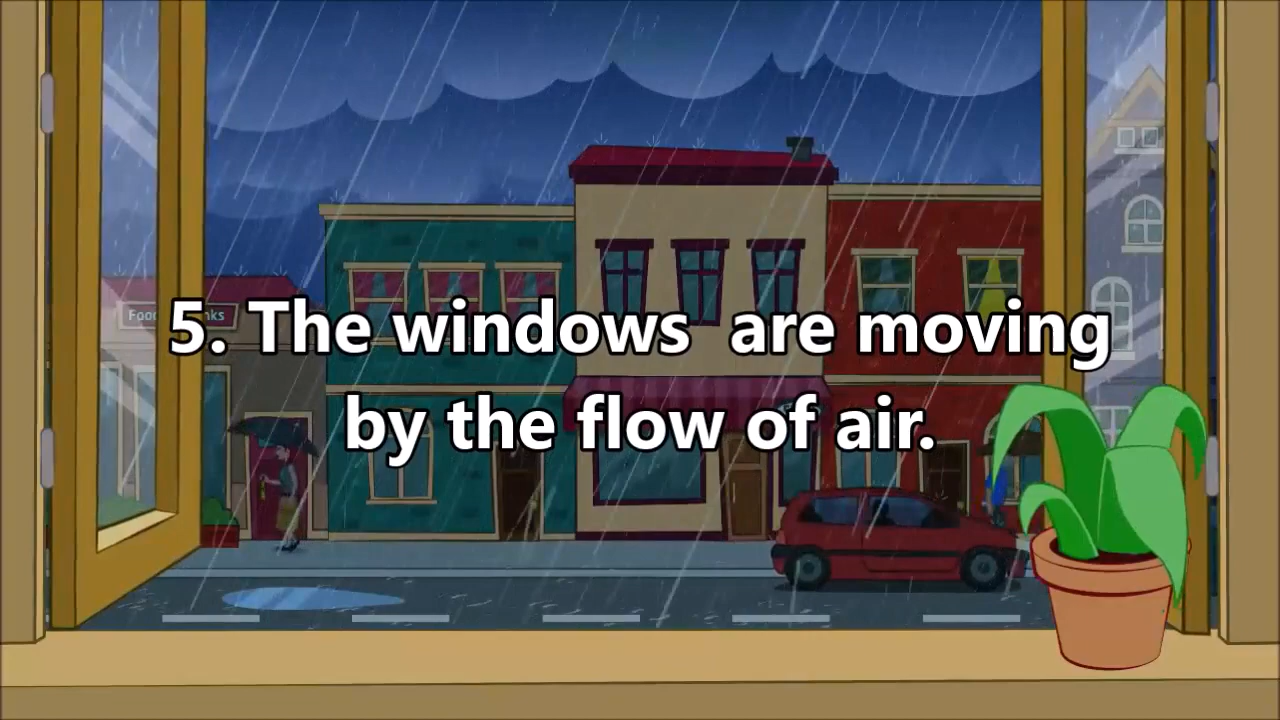 5. The windows  are moving
by the flow of air.